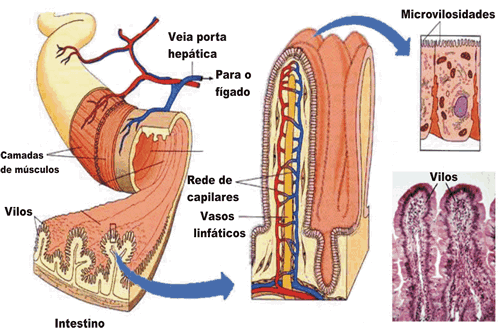 Veia porta
hepática
Para o
fígado
Camadas
de músculos
Vilos
Intestino
Rede de
capilares
Vasos
linfáticos
Microvilosidades
Vilos